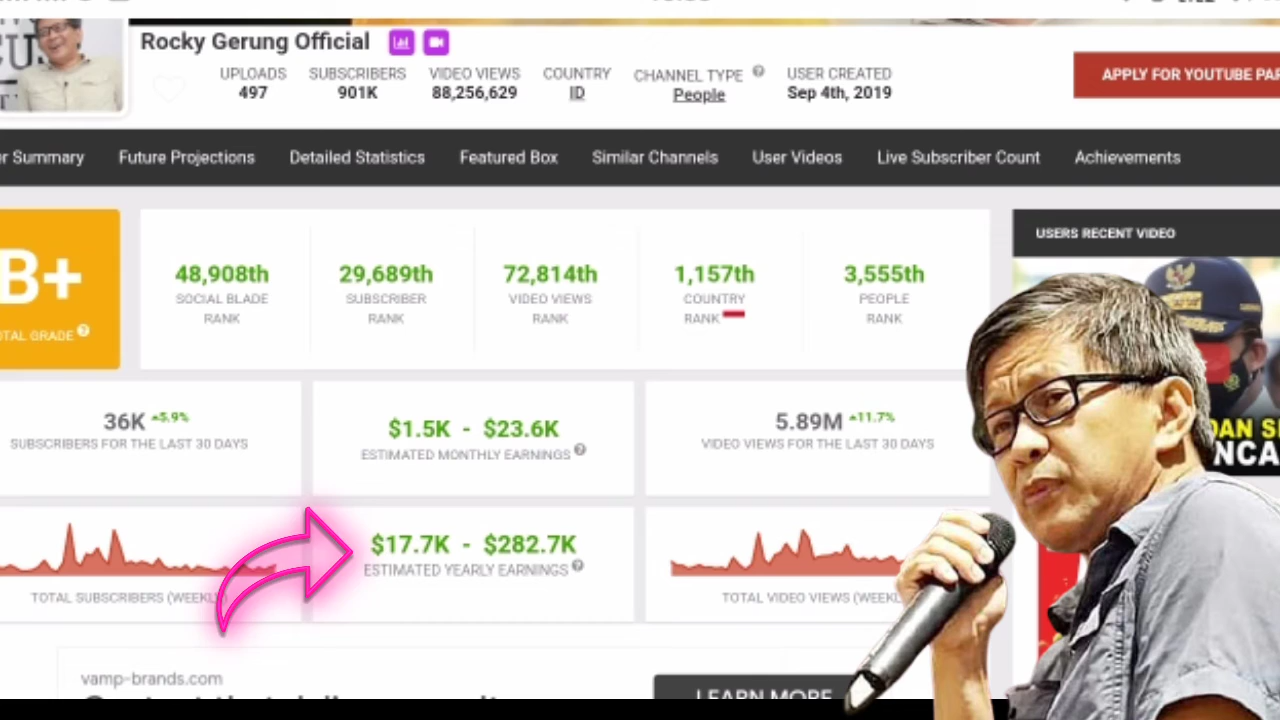 Rocky Gerung Official
UPLOADS
497
SUBSCRIBERS
901K
VIDEO VIEWS
88,256,629
COUNTRY
ID
CHANNEL TYPE
People
USER CREATED
Sep 4th, 2019
APPLY FOR YOUTUBE PAR
Summary
Future Projections
Detailed Statistics
Featured Box
Similar Channels
User Videos
Live Subscriber Count
Achievements
B+
TOTAL GRADE
48,908th
SOCIAL BLADE
RANK
29,689th
SUBSCRIBER
RANK
72,814th
VIDEO VIEWS
RANK
1,157th
COUNTRY
RANK
3,555th
PEOPLE
RANK
USERS RECENT VIDEO
36K 5.9%
SUBSCRIBERS FOR THE LAST 30 DAYS
$1.5K - $23.6K
ESTIMATED MONTHLY EARNINGS
5.89M 11.7%
VIDEO VIEWS FOR THE LAST 30 DAYS
DAN S
NCA
TOTAL SUBSCRIBERS (WEEKLY
$17.7K - $282.7K
ESTIMATED YEARLY EARNINGS
TOTAL VIDEO VIEWS (WEEKL
vamp-brands.com
LEARN MORE